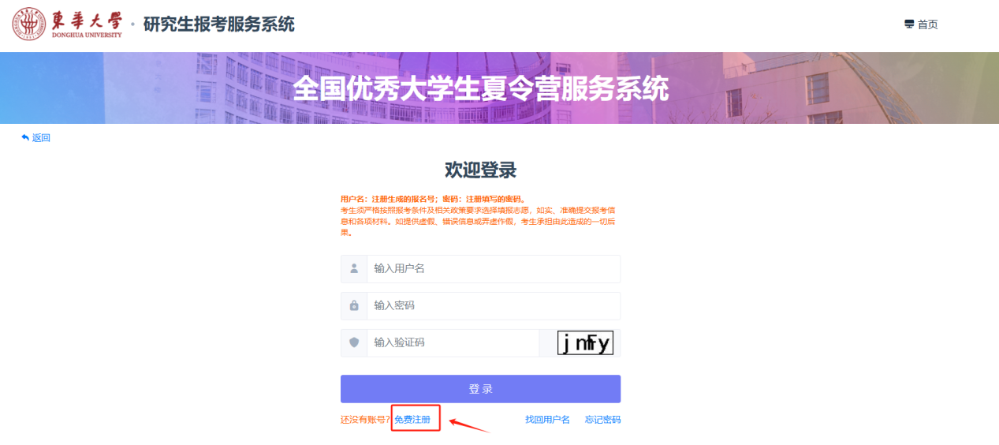 東華大學
DONGHUA UNIVERSITY
· 研究生报考服务系统
首页
全国优秀大学生夏令营服务系统
返回
欢迎登录
用户名：注册生成的报名号；密码：注册填写的密码。
考生须严格按照报考条件及相关政策要求选择填报志愿，如实、准确提交报考信
息和各项材料。如提供虚假、错误信息或弄虚作假，考生承担由此造成的一切后
果。
输入用户名
输入密码
输入验证码
登 录
还没有账号? 免费注册
找回用户名 忘记密码